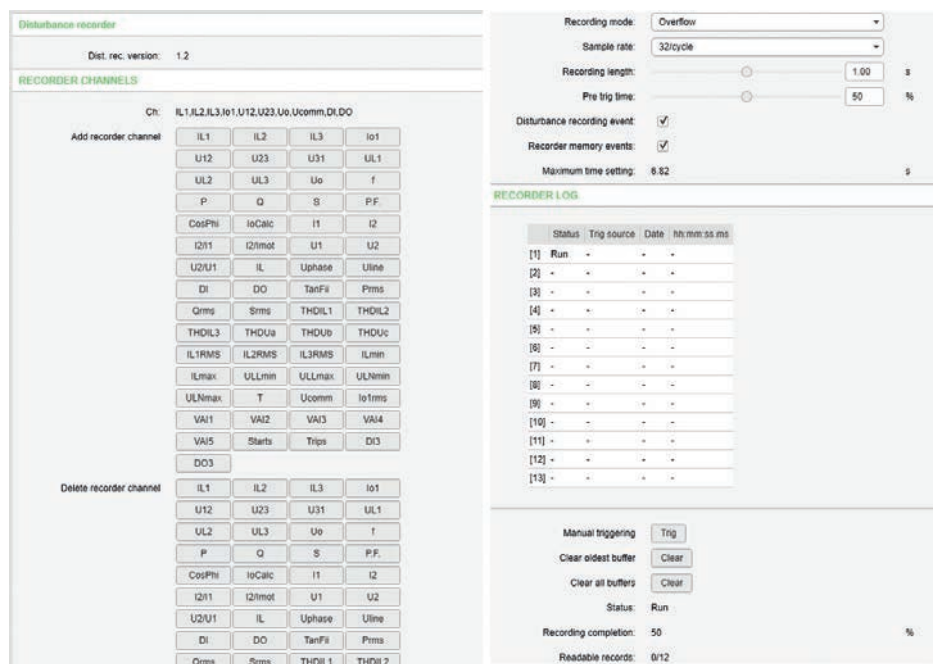 Disturbance recorder
Dist. rec. version: 1.2
RECORDER CHANNELS
Ch: IL1,IL2,IL3,Io1,U12,U23,Uo,Ucomm,DI,DO
Add recorder channel IL1 IL2 IL3 Io1
U12 U23 U31 UL1
UL2 UL3 Uo f
P Q S P.F.
CosPhi IoCalc I1 I2
I2/I1 I2/Imot U1 U2
U2/U1 IL Uphase Uline
DI DO TanFii Prms
Qrms Srms THDIL1 THDIL2
THDIL3 THDUa THDUb THDUc
IL1RMS IL2RMS IL3RMS ILmin
ILmax ULLmin ULLmax ULNmin
ULNmax T Ucomm Io1rms
VAI1 VAI2 VAI3 VAI4
VAI5 Starts Trips DI3
DO3
Delete recorder channel IL1 IL2 IL3 Io1
U12 U23 U31 UL1
UL2 UL3 Uo f
P Q S P.F.
CosPhi IoCalc I1 I2
I2/I1 I2/Imot U1 U2
U2/U1 IL Uphase Uline
DI DO TanFii Prms
Qrms Srms THDIL1 THDIL2
Recording mode: Overflow
Sample rate: 32/cycle
Recording length: 1.00 s
Pre trig time: 50 %
Disturbance recording event:
Recorder memory events:
Maximum time setting: 6.82 s
RECORDER LOG
Status Trig source Date hh:mm:ss.ms
[1] Run - - -
[2] - - - -
[3] - - - -
[4] - - - -
[5] - - - -
[6] - - - -
[7] - - - -
[8] - - - -
[9] - - - -
[10] - - - -
[11] - - - -
[12] - - - -
[13] - - - -
Manual triggering Trig
Clear oldest buffer Clear
Clear all buffers Clear
Status: Run
Recording completion: 50 %
Readable records: 0/12